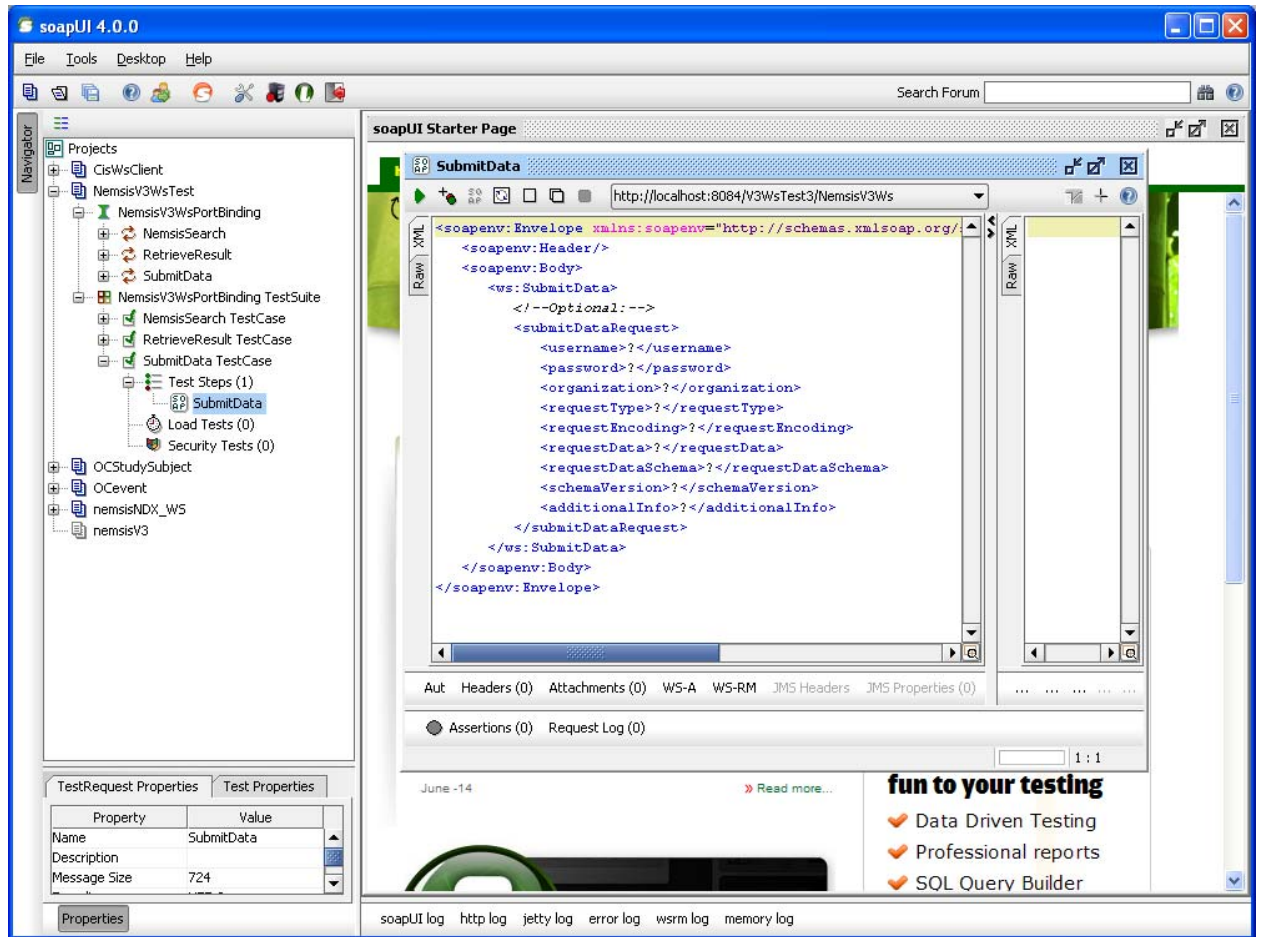 soapUI 4.0.0
File Tools Desktop Help
Search Forum
Navigator
Projects
CisWsClient
NemsisV3WsTest
NemsisV3WsPortBinding
NemsisSearch
RetrieveResult
SubmitData
NemsisV3WsPortBinding TestSuite
NemsisSearch TestCase
RetrieveResult TestCase
SubmitData TestCase
Test Steps (1)
SubmitData
Load Tests (0)
Security Tests (0)
OCStudySubject
OCevent
nemsisNDX_WS
nemsisV3
TestRequest Properties Test Properties
Property Value
Name SubmitData
Description
Message Size 724
Properties
soapUI Starter Page
SubmitData
http://localhost:8084/V3WsTest3/NemsisV3Ws
XML
Raw
<soapenv:Envelope xmlns:soapenv="http://schemas.xmlsoap.org/
<soapenv:Header/>
<soapenv:Body>
<ws:SubmitData>
<!--Optional:-->
<submitDataRequest>
<username>?</username>
<password>?</password>
<organization>?</organization>
<requestType>?</requestType>
<requestEncoding>?</requestEncoding>
<requestData>?</requestData>
<requestDataSchema>?</requestDataSchema>
<schemaVersion>?</schemaVersion>
<additionalInfo>?</additionalInfo>
</submitDataRequest>
</ws:SubmitData>
</soapenv:Body>
</soapenv:Envelope>
XML
Raw
Aut Headers (0) Attachments (0) WS-A WS-RM JMS Headers JMS Properties (0) ... ... ... ... ...
Assertions (0) Request Log (0)
1 : 1
June -14 » Read more...
fun to your testing
Data Driven Testing
Professional reports
SQL Query Builder
soapUI log http log jetty log error log wsrm log memory log